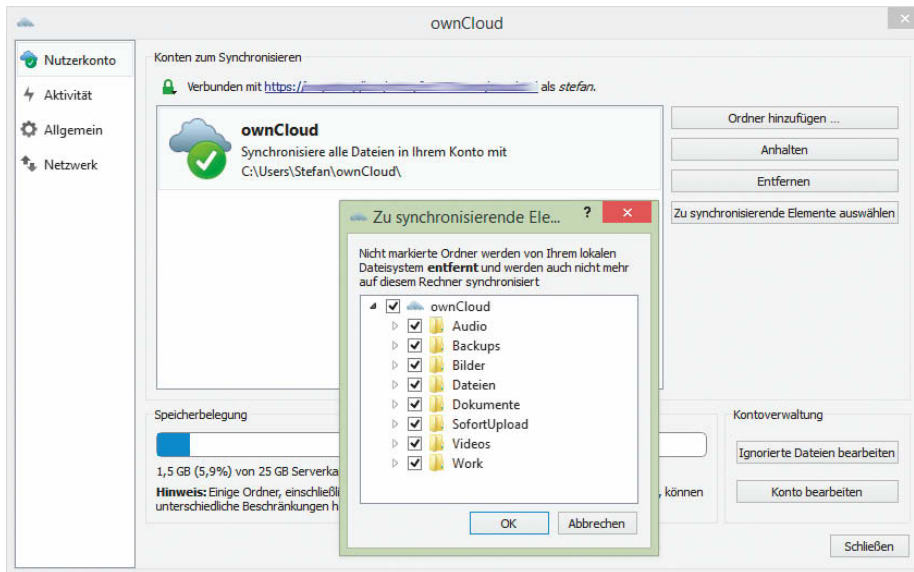 ownCloud
Nutzerkonto
Aktivität
Allgemein
Netzwerk
Konten zum Synchronisieren
Verbunden mit https:// als stefan.
ownCloud
Synchronisiere alle Dateien in Ihrem Konto mit
C:\Users\Stefan\ownCloud\
Ordner hinzufügen ...
Anhalten
Entfernen
Zu synchronisierende Elemente auswählen
Zu synchronisierende Ele... ?
Nicht markierte Ordner werden von Ihrem lokalen
Dateisystem entfernt und werden auch nicht mehr
auf diesem Rechner synchronisiert
ownCloud
Audio
Backups
Bilder
Dateien
Dokumente
SofortUpload
Videos
Work
OK
Abbrechen
Speicherbelegung
1,5 GB (5,9%) von 25 GB
Hinweis: Einige Ordner, können
unterschiedliche Beschränkungen
Kontoverwaltung
Ignorierte Dateien bearbeiten
Konto bearbeiten
Schließen